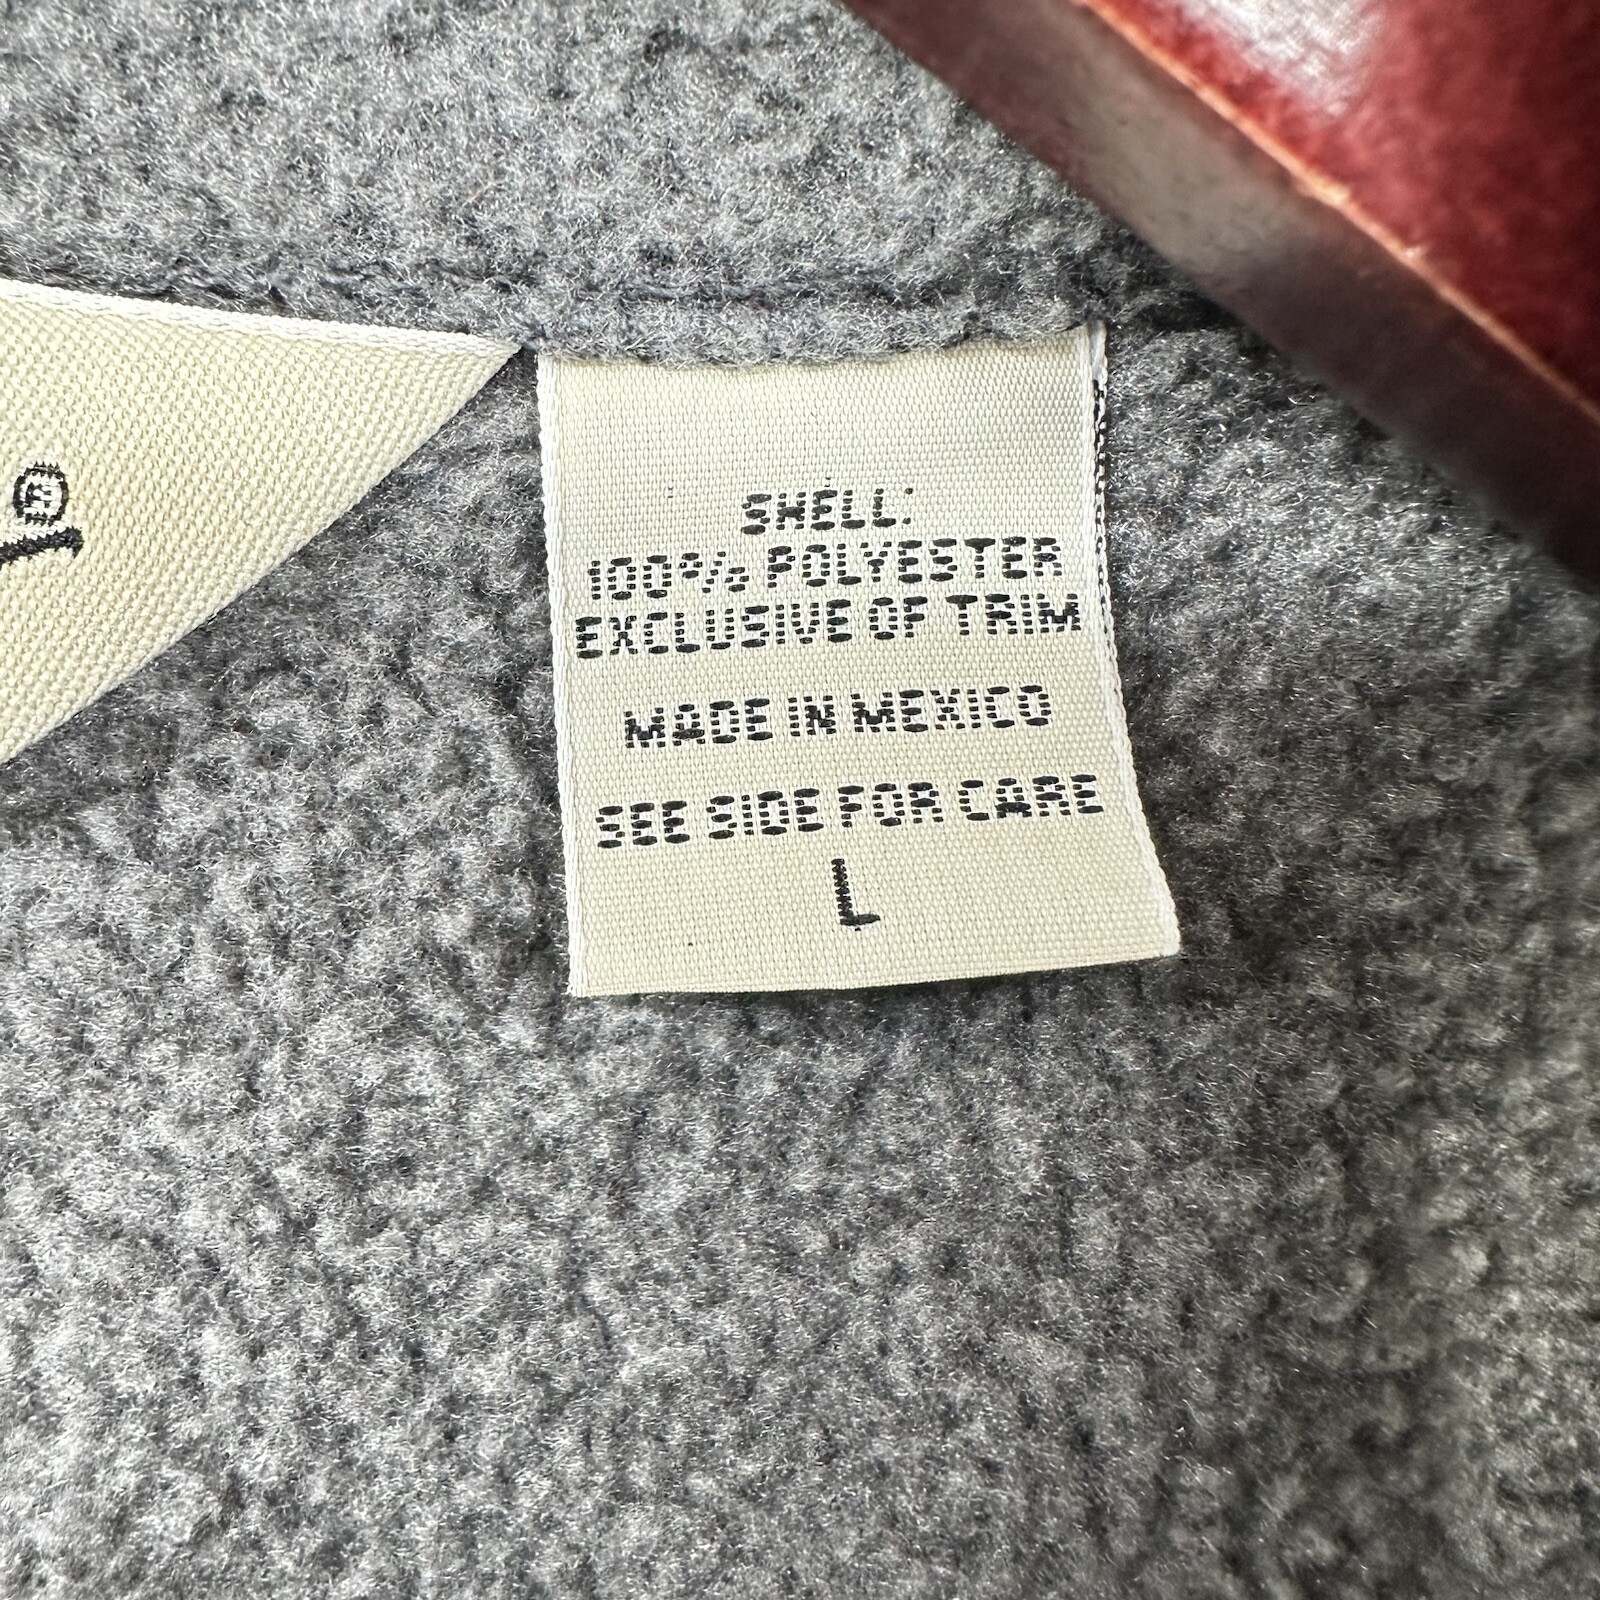 SHELL:
100% POLYESTER
EXCLUSIVE OF TRIM
MADE IN MEXICO
SEE SIDE FOR CARE
L
®